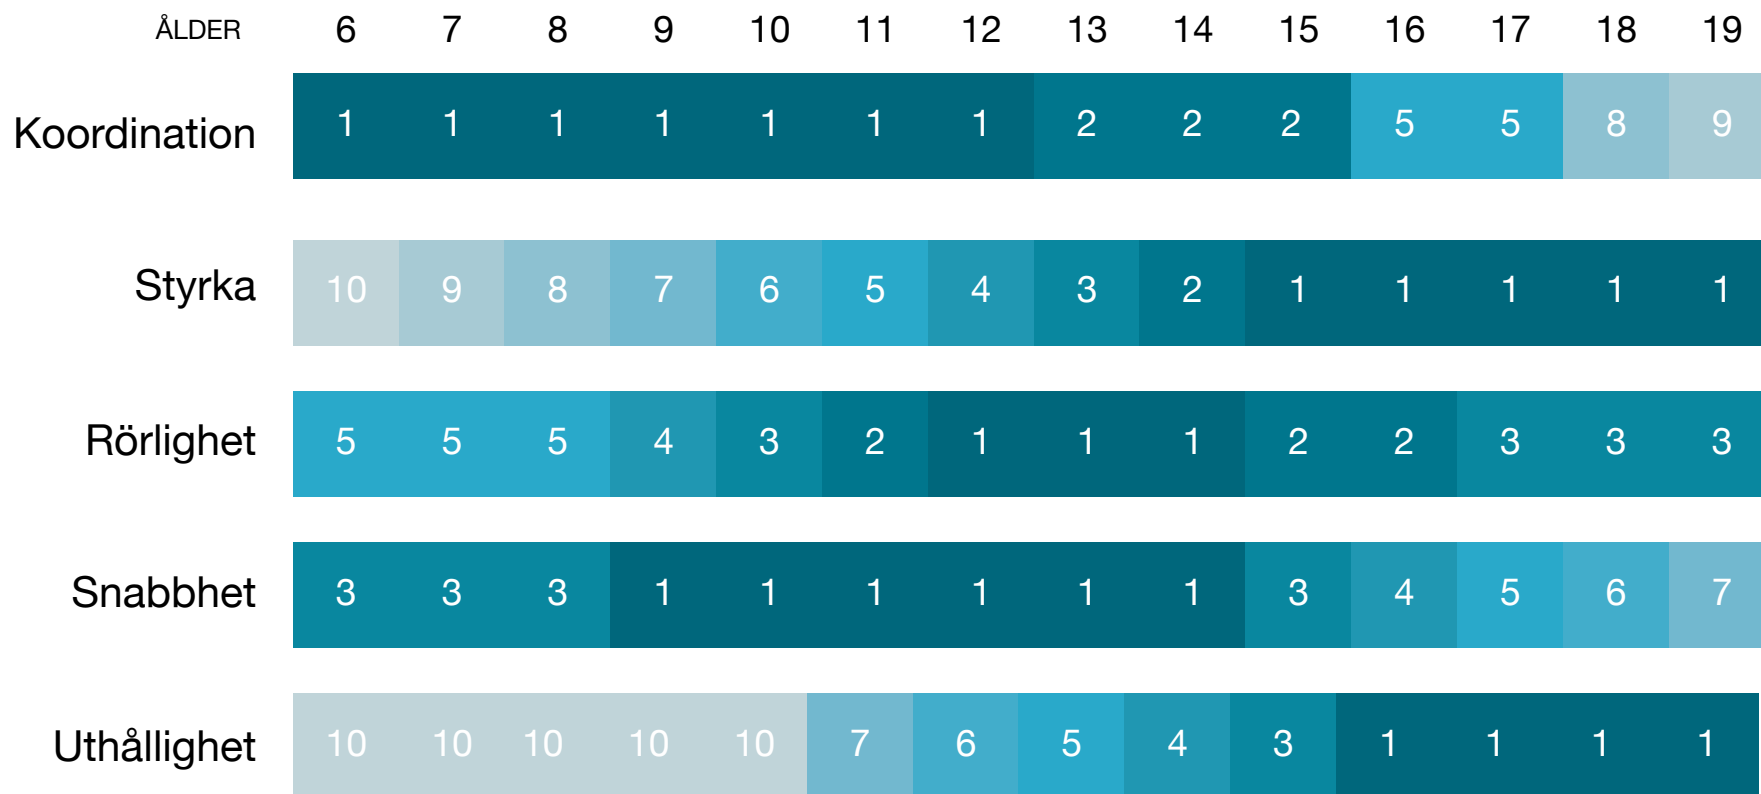 ÅLDER 6 7 8 9 10 11 12 13 14 15 16 17 18 19
Koordination 1 1 1 1 1 1 1 2 2 2 5 5 8 9
Styrka 10 9 8 7 6 5 4 3 2 1 1 1 1 1
Rörlighet 5 5 5 4 3 2 1 1 1 2 2 3 3 3
Snabbhet 3 3 3 1 1 1 1 1 1 3 4 5 6 7
Uthållighet 10 10 10 10 10 7 6 5 4 3 1 1 1 1